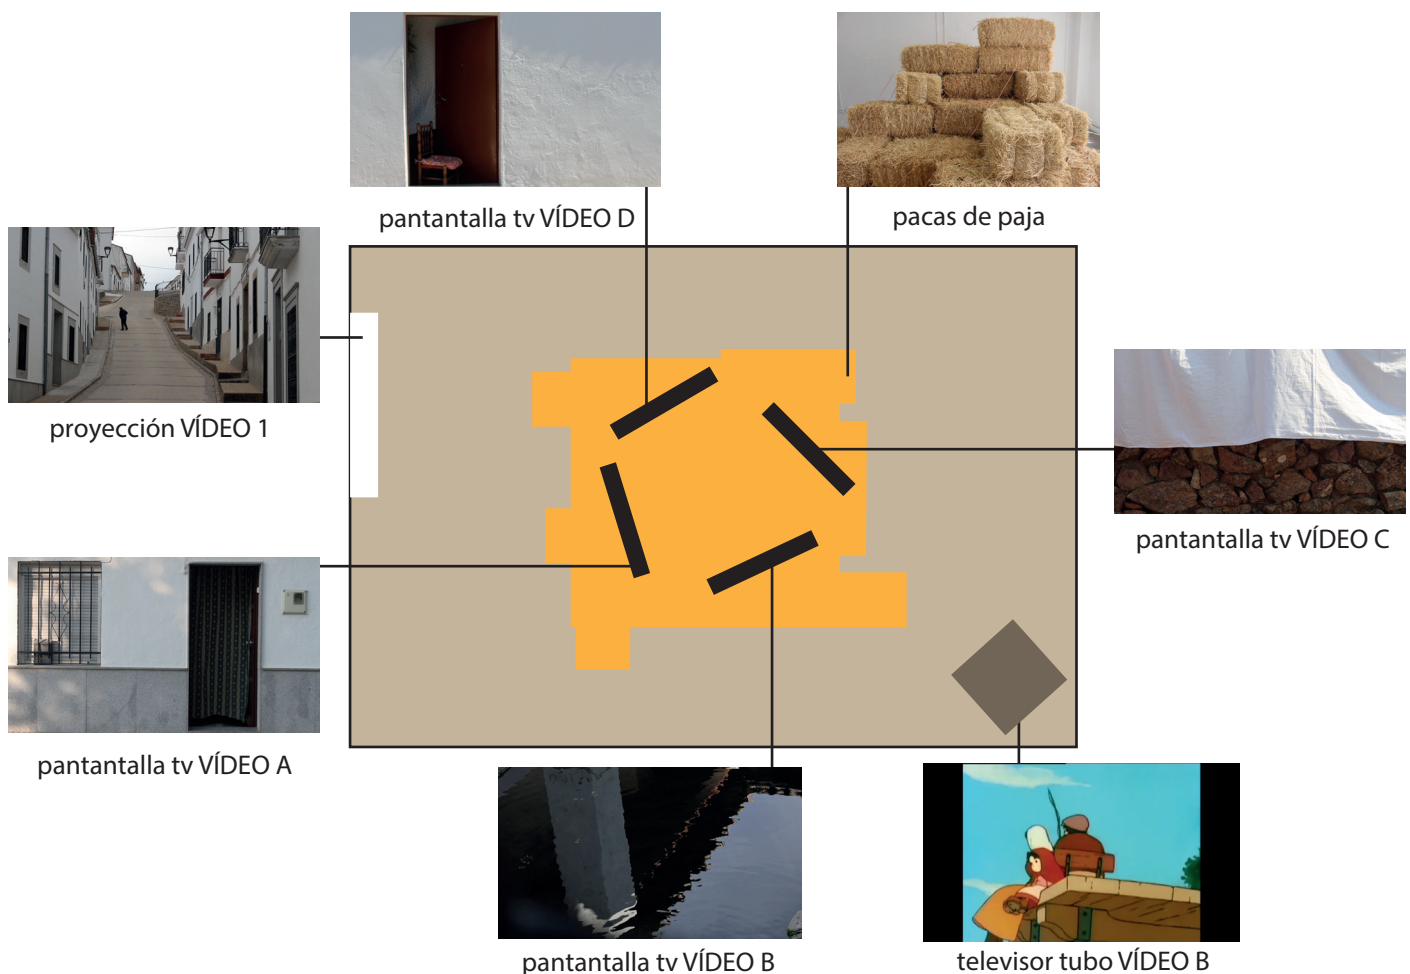 pantantalla tv VÍDEO D
pacas de paja
proyección VÍDEO 1
pantantalla tv VÍDEO C
pantantalla tv VÍDEO A
pantantalla tv VÍDEO B
televisor tubo VÍDEO B